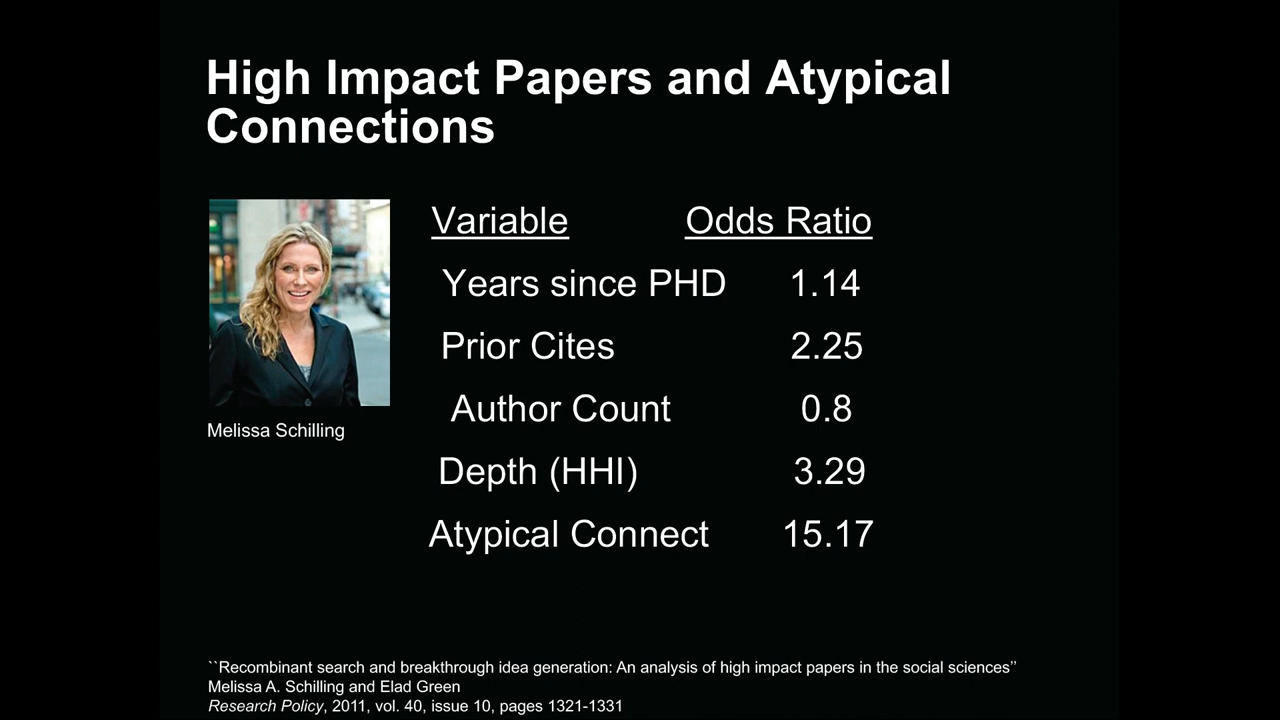 High Impact Papers and Atypical
Connections
Variable Odds Ratio
Years since PHD 1.14
Prior Cites 2.25
Author Count 0.8
Depth (HHI) 3.29
Atypical Connect 15.17
Melissa Schilling
``Recombinant search and breakthrough idea generation: An analysis of high impact papers in the social sciences’’
Melissa A. Schilling and Elad Green
Research Policy, 2011, vol. 40, issue 10, pages 1321-1331